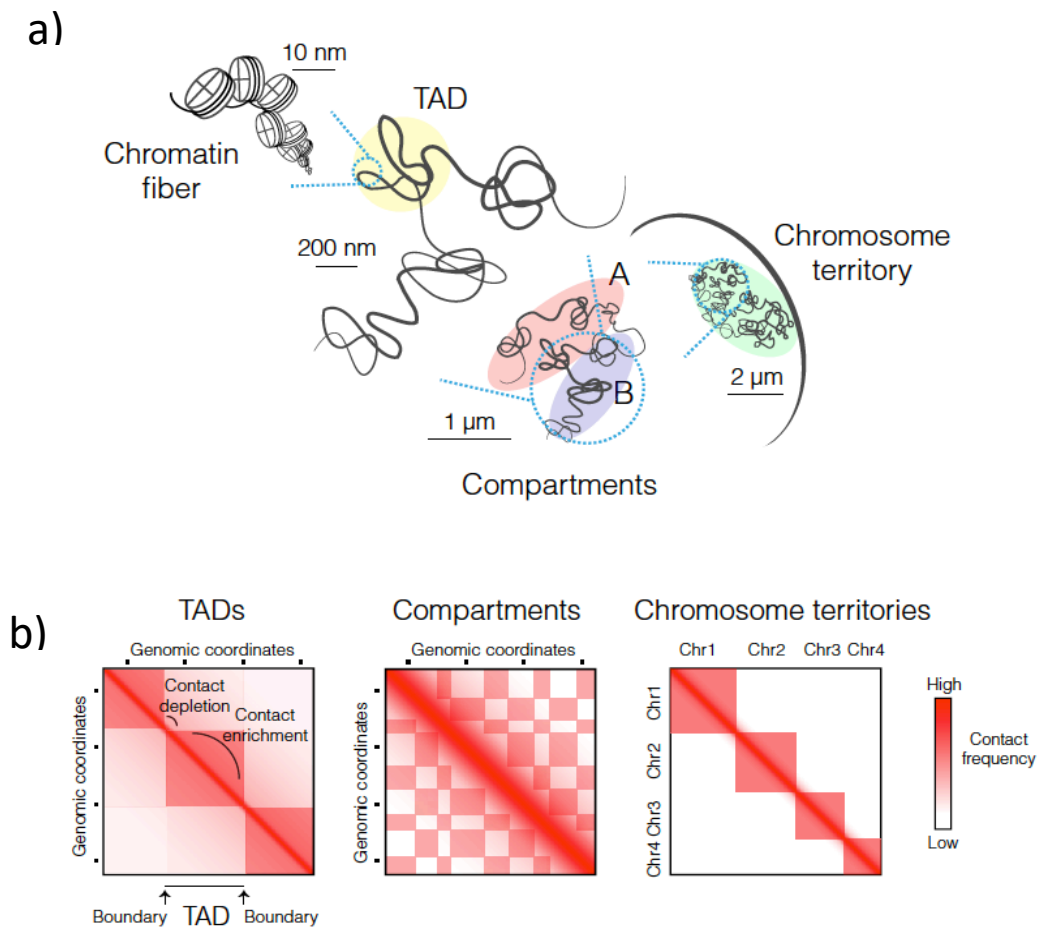 a)
10 nm
TAD
Chromatin
fiber
200 nm
Chromosome
territory
A
B
2 µm
1 µm
Compartments
b)
TADs
Genomic coordinates
Genomic coordinates
Contact
depletion
Contact
enrichment
Boundary
TAD
Boundary
Compartments
Genomic coordinates
Genomic coordinates
Chromosome territories
Chr1 Chr2 Chr3 Chr4
Chr1
Chr2
Chr3
Chr4
High
Contact
frequency
Low